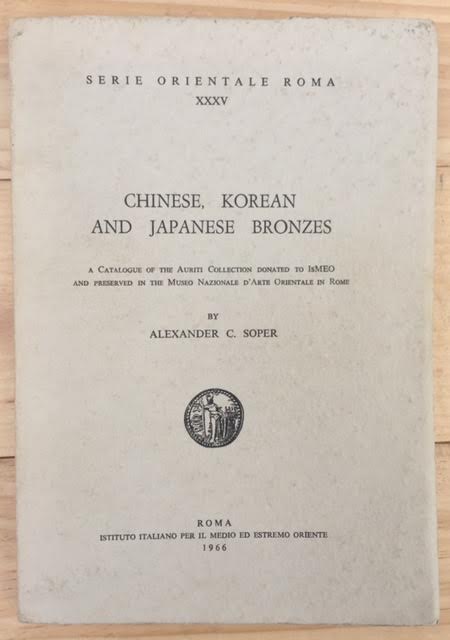 SERIE ORIENTALE ROMA
XXXV
CHINESE, KOREAN
AND JAPANESE BRONZES
A CATALOGUE OF THE AURITI COLLECTION DONATED TO ISMEO
AND PRESERVED IN THE MUSEO NAZIONALE D'ARTE ORIENTALE IN ROME
BY
ALEXANDER C. SOPER
ROMA
ISTITUTO ITALIANO PER IL MEDIO ED ESTREMO ORIENTE
1966